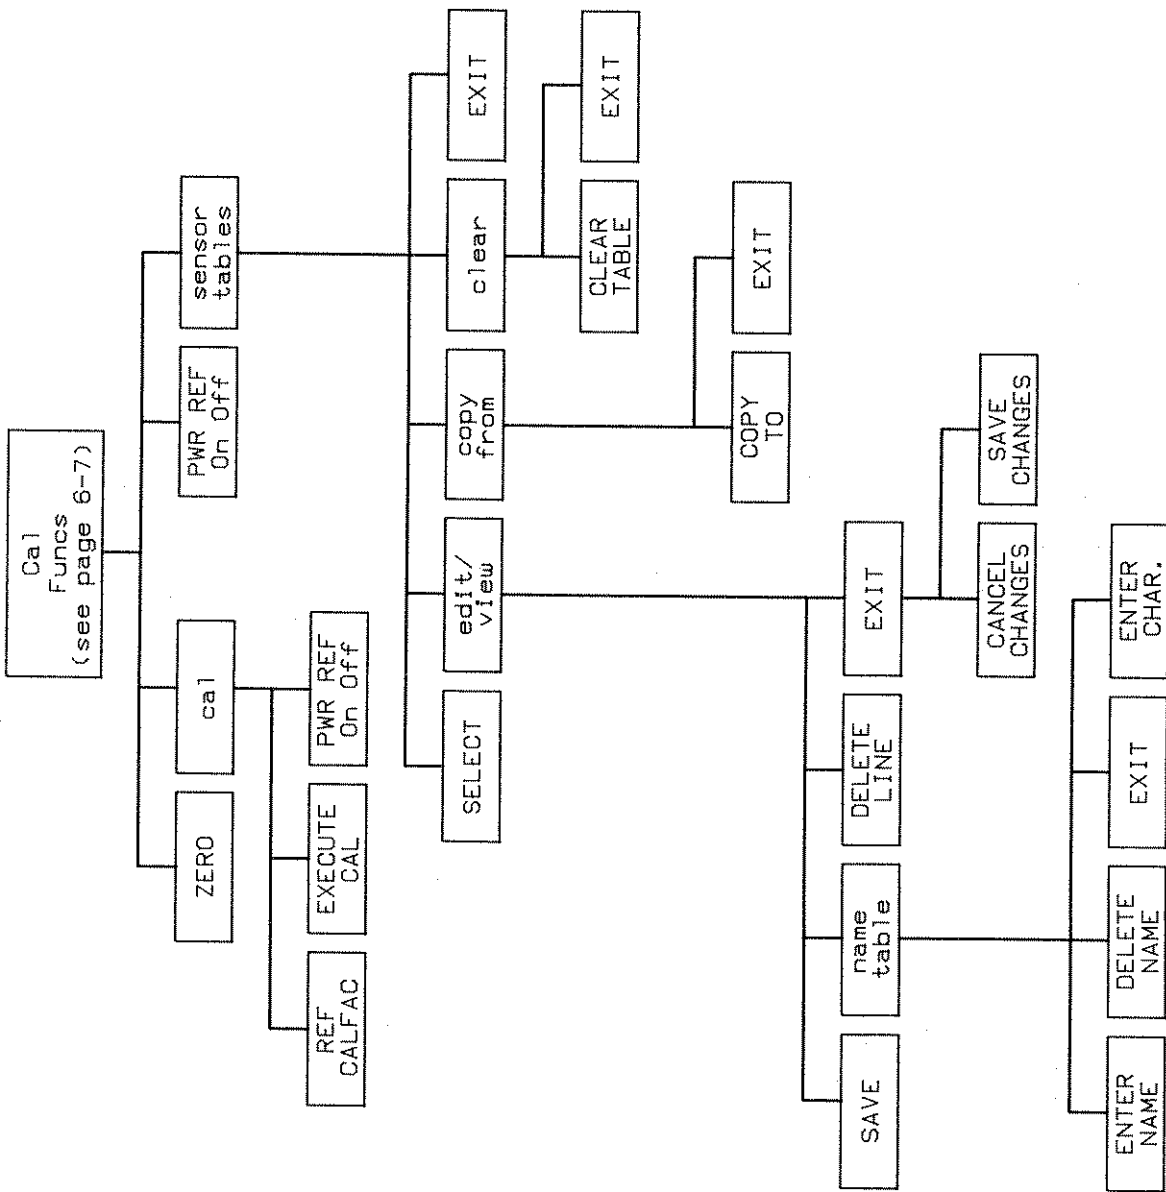 Cal
Funcs
(see page 6-7)
ZERO
cal
PWR REF
On Off
sensor
tables
REF
CALFAC
EXECUTE
CAL
PWR REF
On Off
SELECT
edit/
view
copy
from
clear
EXIT
CLEAR
TABLE
EXIT
COPY
TO
EXIT
SAVE
name
table
DELETE
LINE
EXIT
CANCEL
CHANGES
SAVE
CHANGES
ENTER
NAME
DELETE
NAME
EXIT
ENTER
CHAR.